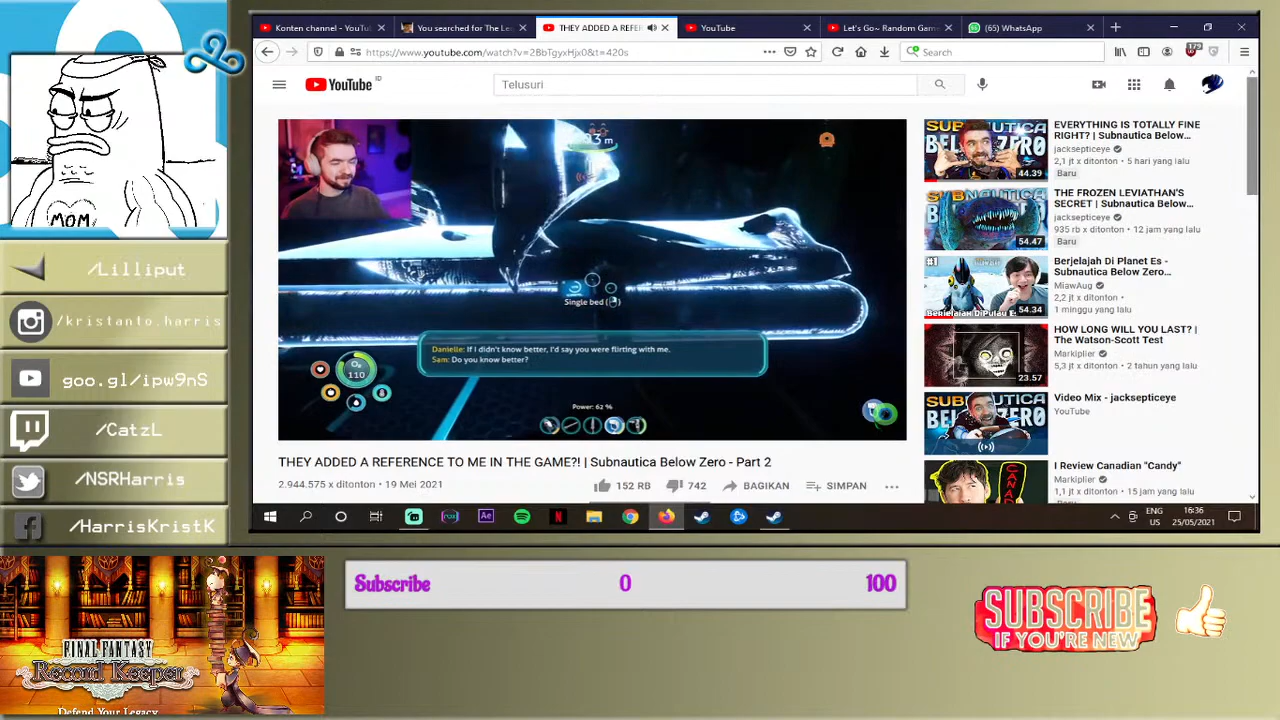 Konten channel - YouTu
You searched for The Le
THEY ADDED A REFER
YouTube
Let's Go~ Random Gam
(65) WhatsApp
https://www.youtube.com/watch?v=2BbTgyxHjx0&t=420s
Search
179
YouTube ID
Telusuri
MOM
/Lilliput
/kristanto.harris
goo.gl/ipw9nS
/CatzL
/NSRHarris
/HarrisKristK
Single bed
Danielle: If I didn't know better, I'd say you were flirting with me.
Sam: Do you know better?
O₂
110
Power: 62 %
THEY ADDED A REFERENCE TO ME IN THE GAME?! | Subnautica Below Zero - Part 2
2.944.575 x ditonton • 19 Mei 2021
152 RB
742
BAGIKAN
SIMPAN
EVERYTHING IS TOTALLY FINE
RIGHT? | Subnautica Below...
jacksepticeye
2,1 jt x ditonton • 5 hari yang lalu
Baru
44.39
THE FROZEN LEVIATHAN'S
SECRET | Subnautica Below...
jacksepticeye
935 rb x ditonton • 12 jam yang lalu
Baru
54.47
Berjelajah Di Planet Es -
Subnautica Below Zero...
MiawAug
2,2 jt x ditonton •
1 minggu yang lalu
#1
54.34
HOW LONG WILL YOU LAST? |
The Watson-Scott Test
Markiplier
5,3 jt x ditonton • 2 tahun yang lalu
23.57
Video Mix - jacksepticeye
YouTube
I Review Canadian "Candy"
Markiplier
1,1 jt x ditonton • 15 jam yang lalu
ENG
US
16:36
25/05/2021
Subscribe
0
100
SUBSCRIBE
IF YOU'RE NEW
FINAL FANTASY
Record Keeper
Defend Your Legacy